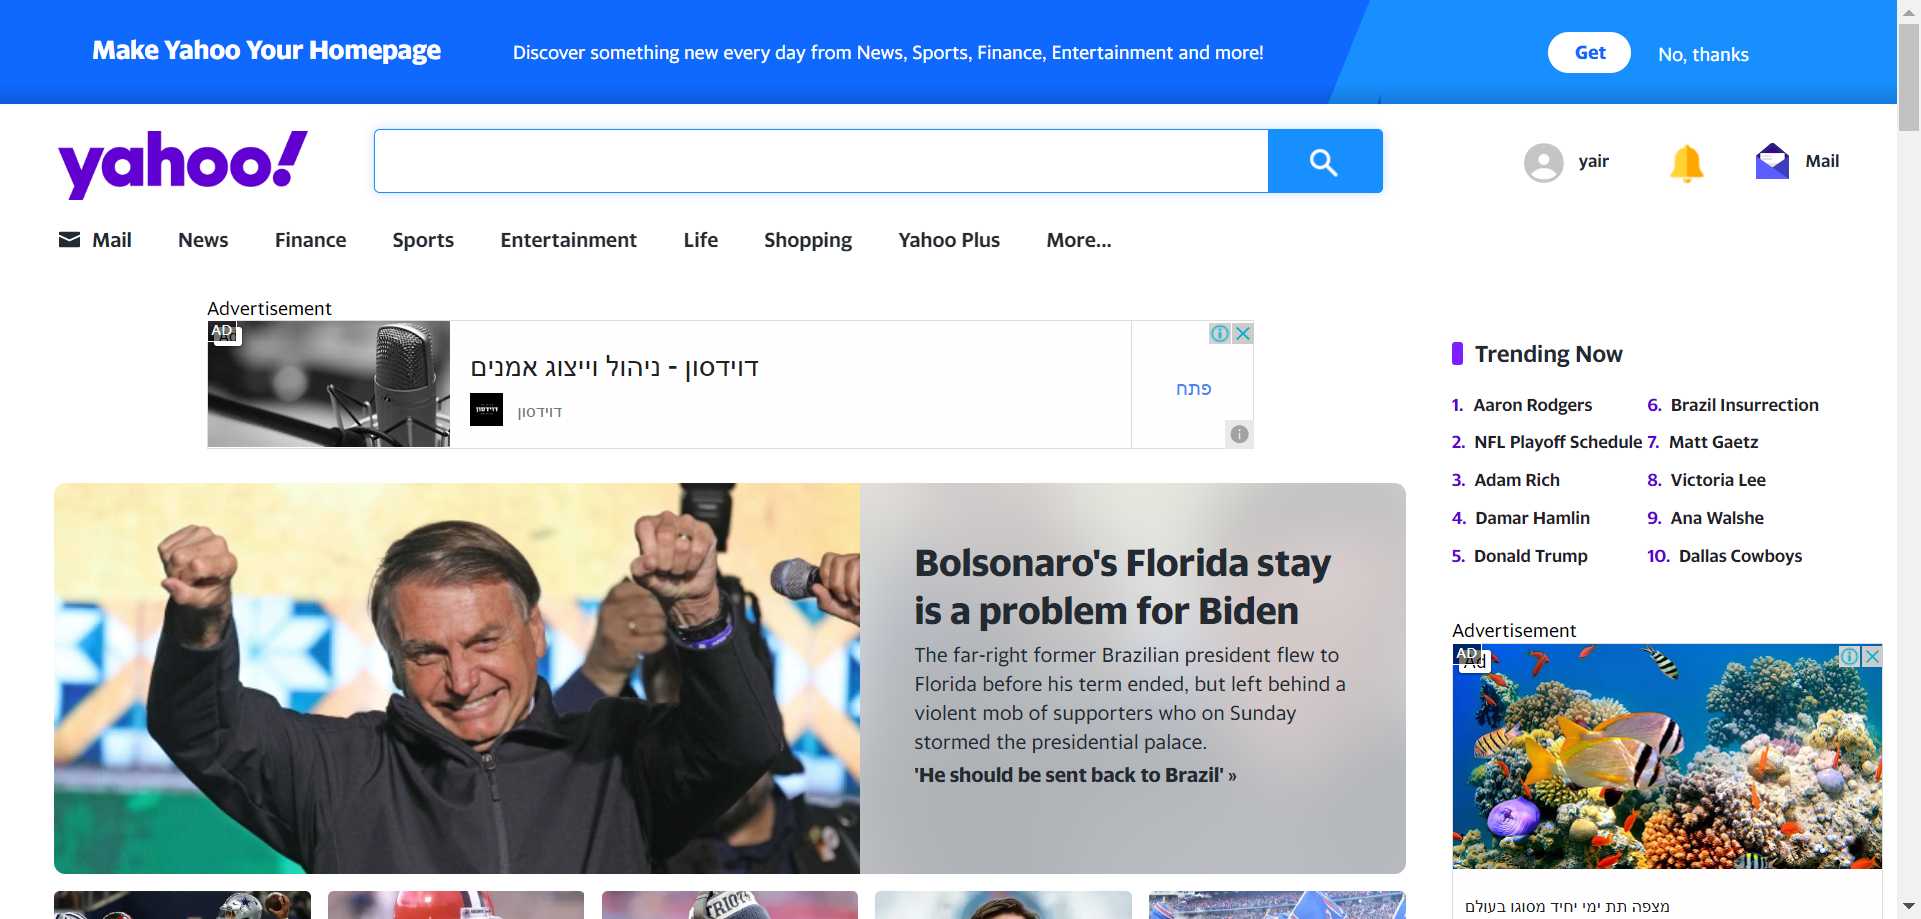 Make Yahoo Your Homepage
Discover something new every day from News, Sports, Finance, Entertainment and more!
Get
No, thanks
yahoo!
yair
Mail
Mail
News
Finance
Sports
Entertainment
Life
Shopping
Yahoo Plus
More...
Advertisement
AD
Ad
דוידסון - ניהול וייצוג אמנים
דוידסון
דוידסון
פתח
Bolsonaro's Florida stay
is a problem for Biden
The far-right former Brazilian president flew to
Florida before his term ended, but left behind a
violent mob of supporters who on Sunday
stormed the presidential palace.
'He should be sent back to Brazil' »
Trending Now
1. Aaron Rodgers
2. NFL Playoff Schedule
3. Adam Rich
4. Damar Hamlin
5. Donald Trump
6. Brazil Insurrection
7. Matt Gaetz
8. Victoria Lee
9. Ana Walshe
10. Dallas Cowboys
Advertisement
AD
Ad
מצפה תת ימי יחיד מסוגו בעולם